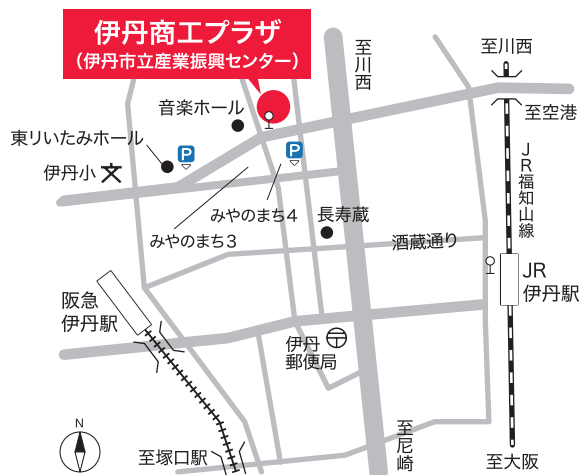 伊丹商工プラザ
（伊丹市立産業振興センター）
至川西
至川西
至空港
音楽ホール
東リいたみホール
P
伊丹小
文
P
みやのまち4
みやのまち3
長寿蔵
酒蔵通り
JR福知山線
JR
伊丹駅
阪急
伊丹駅
伊丹
郵便局
〒
N
至塚口駅
至尼崎
至大阪